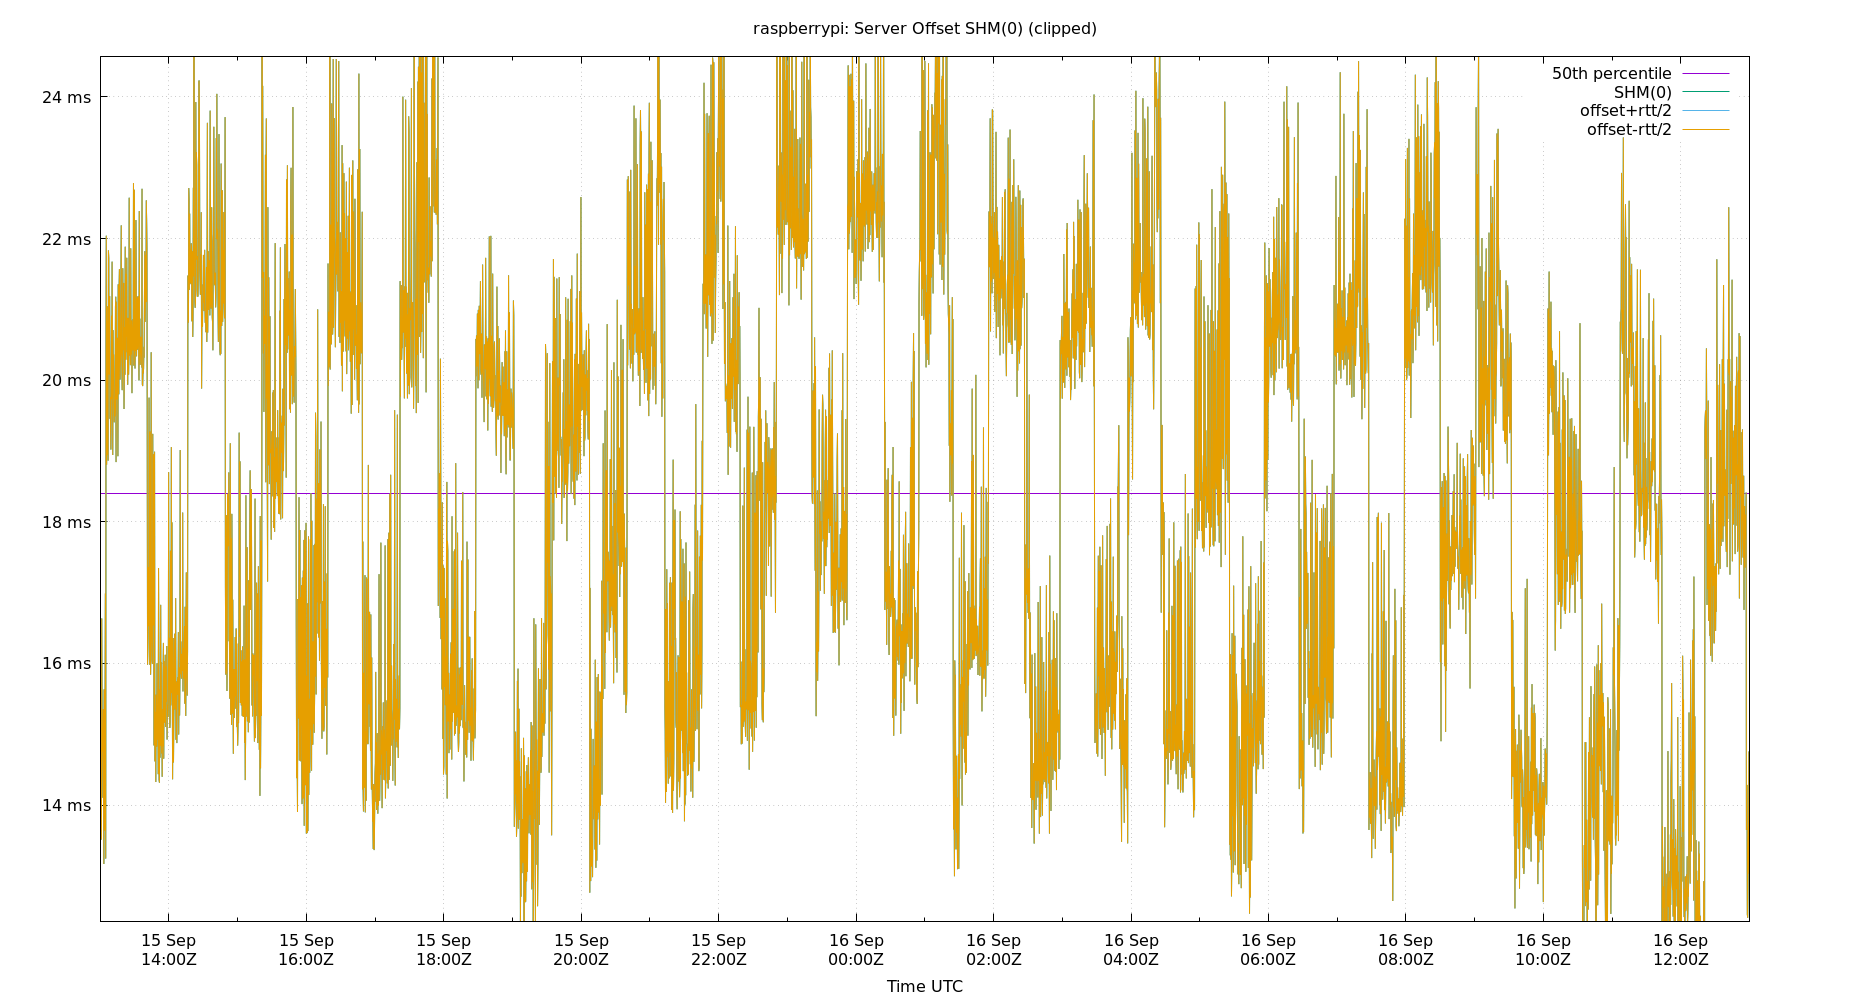 raspberrypi: Server Offset SHM(0) (clipped)
50th percentile
SHM(0)
offset+rtt/2
offset-rtt/2
24 ms
22 ms
20 ms
18 ms
16 ms
14 ms
15 Sep 15 Sep 15 Sep 15 Sep 15 Sep 16 Sep 16 Sep 16 Sep 16 Sep 16 Sep 16 Sep 16 Sep
14:00Z 16:00Z 18:00Z 20:00Z 22:00Z 00:00Z 02:00Z 04:00Z 06:00Z 08:00Z 10:00Z 12:00Z
Time UTC